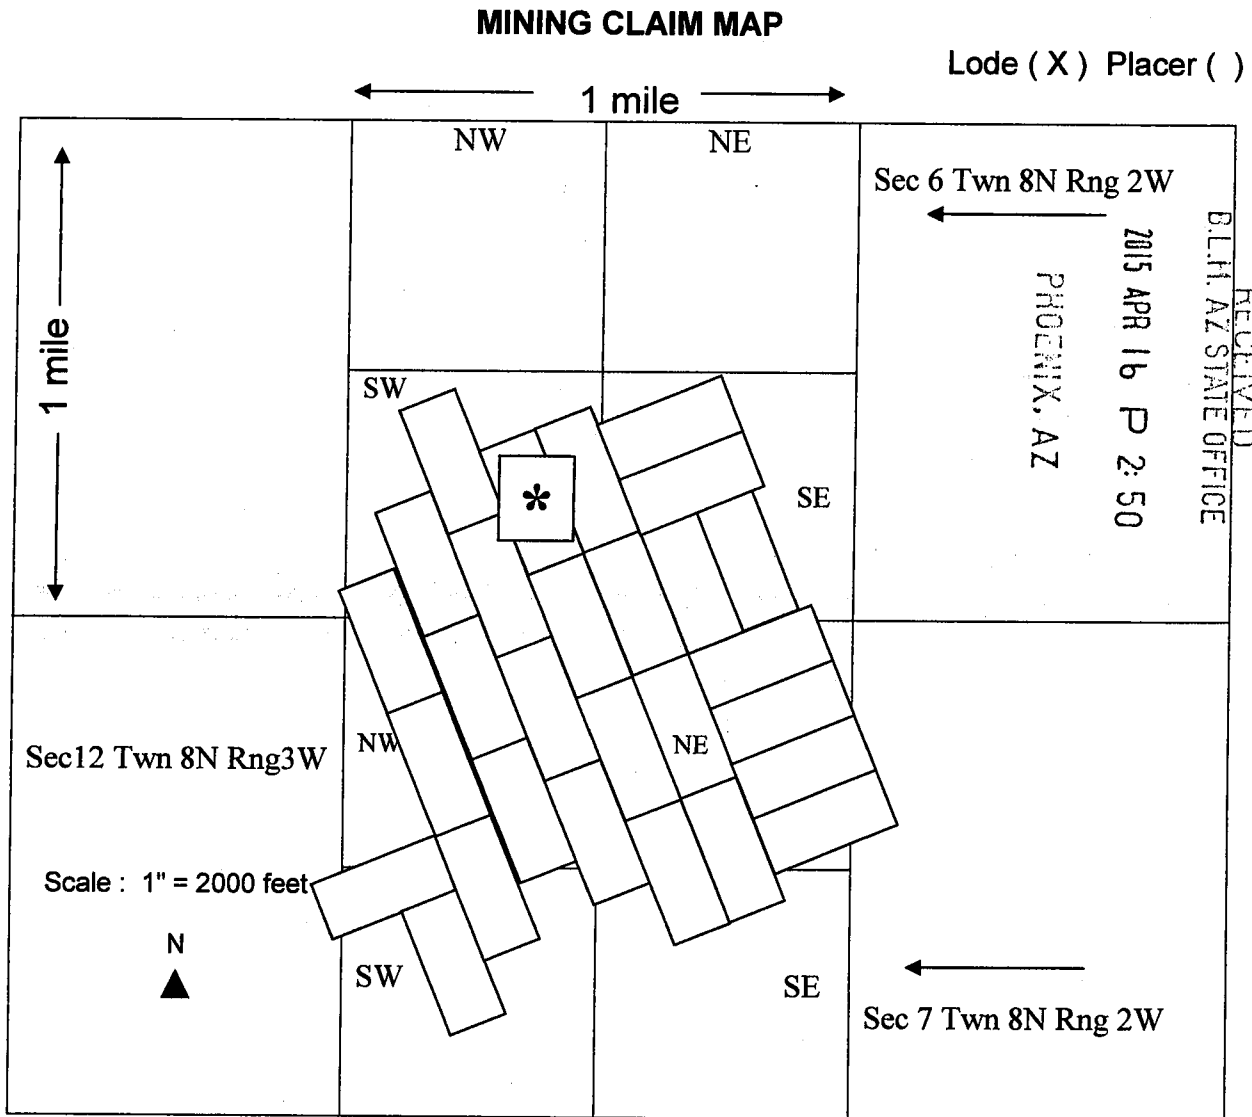 MINING CLAIM MAP
Lode ( X ) Placer ( )
1 mile
NW
NE
Sec 6 Twn 8N Rng 2W
1 mile
RECEIVED
B.L.M. AZ STATE OFFICE
2015 APR 16 P 2:50
PHOENIX, AZ
SW
*
SE
Sec12 Twn 8N Rng3W
NW
NE
Scale : 1" = 2000 feet
N
SW
SE
Sec 7 Twn 8N Rng 2W